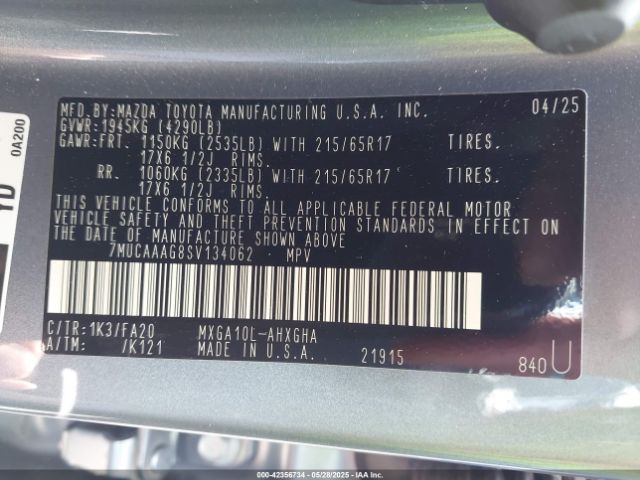 MFD.BY:MAZDA TOYOTA MANUFACTURING U.S.A. INC. 04/25
GVWR:1945KG (4290LB)
GAWR:FRT. 1150KG (2535LB) WITH 215/65R17 TIRES.
17X6 1/2J RIMS.
RR. 1060KG (2335LB) WITH 215/65R17 TIRES.
17X6 1/2J RIMS.
THIS VEHICLE CONFORMS TO ALL APPLICABLE FEDERAL MOTOR
VEHICLE SAFETY AND THEFT PREVENTION STANDARDS IN EFFECT ON
THE DATE OF MANUFACTURE SHOWN ABOVE
7MUCAAAG8SV134062 MPV
C/TR:1K3/FA20 MXGA10L-AHXGHA
A/TM: /K121 MADE IN U.S.A. 21915 840U
0A200
YD
000-42356734 - 05/28/2025 - IAAI.COM